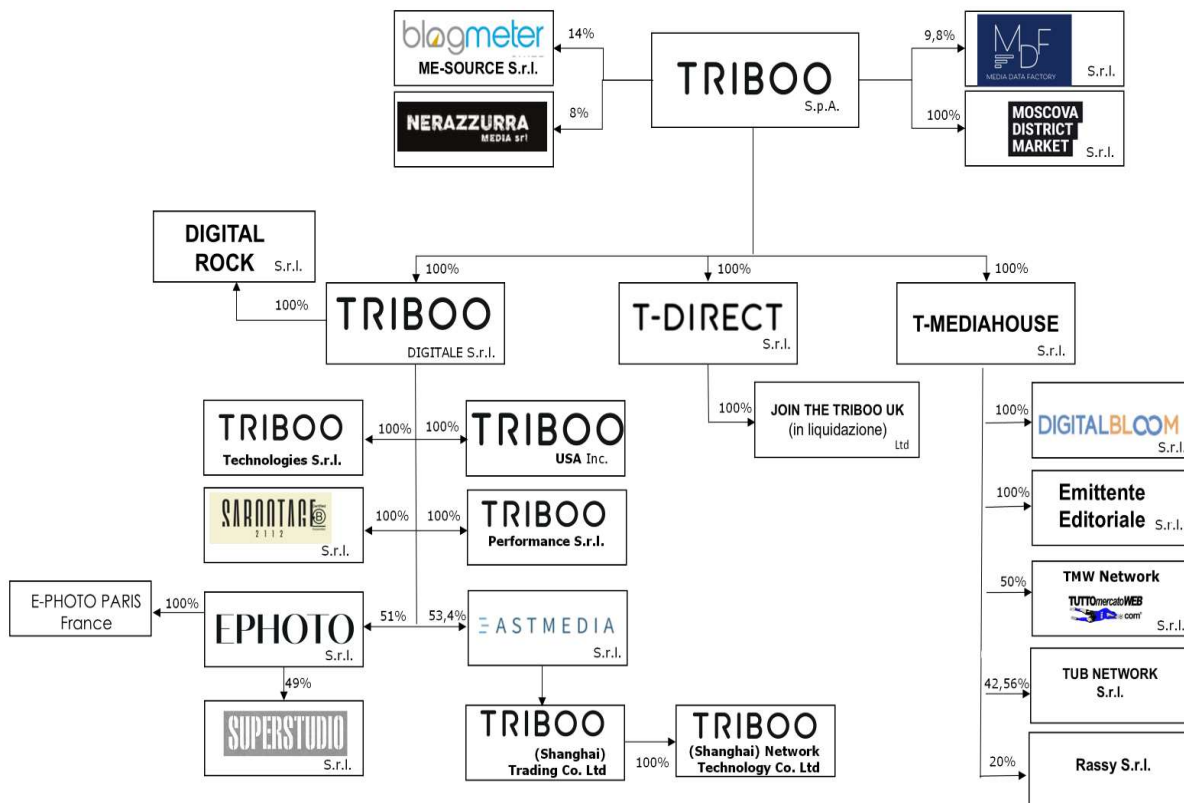 blogmeter
ME-SOURCE S.r.l.
14%
NERAZZURRA
MEDIA srl
8%
TRIBOO
S.p.A.
9,8%
MDF
MEDIA DATA FACTORY
S.r.l.
100%
MOSCOVA
DISTRICT
MARKET
S.r.l.
DIGITAL
ROCK S.r.l.
100%
100%
TRIBOO
DIGITALE S.r.l.
100%
T-DIRECT
S.r.l.
100%
T-MEDIAHOUSE
S.r.l.
TRIBOO
Technologies S.r.l.
100%
100%
TRIBOO
USA Inc.
SABOTAGE
2112
S.r.l.
100%
100%
TRIBOO
Performance S.r.l.
E-PHOTO PARIS
France
100%
EPHOTO
S.r.l.
51%
53,4%
EASTMEDIA
S.r.l.
49%
SUPERSTUDIO
S.r.l.
TRIBOO
(Shanghai)
Trading Co. Ltd
100%
TRIBOO
(Shanghai) Network
Technology Co. Ltd
100%
JOIN THE TRIBOO UK
(in liquidazione)
Ltd
100%
DIGITALBLOOM
S.r.l.
100%
Emittente
Editoriale S.r.l.
50%
TMW Network
TUTTOmercatoWEB
com
S.r.l.
42,56%
TUB NETWORK
S.r.l.
20%
Rassy S.r.l.